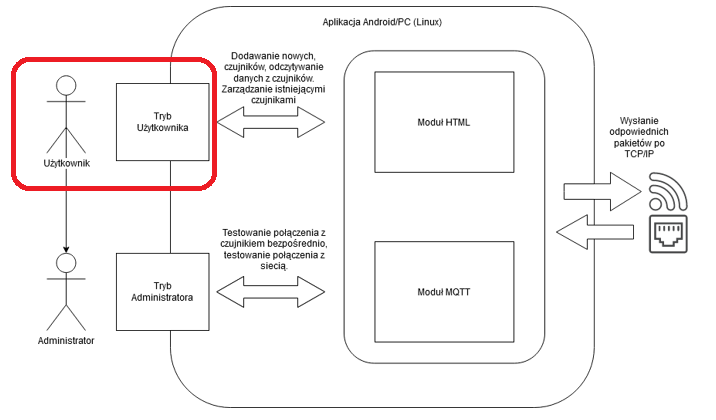 Aplikacja Android/PC (Linux)
Dodawanie nowych,
czujników, odczytywanie
danych z czujników.
Zarządzanie istniejącymi
czujnikami
Tryb
Użytkownika
Użytkownik
Moduł HTML
Wysłanie
odpowiednich
pakietów po
TCP/IP
Testowanie połączenia z
czujnikiem bezpośrednio,
testowanie połączenia z
siecią.
Tryb
Administratora
Administrator
Moduł MQTT